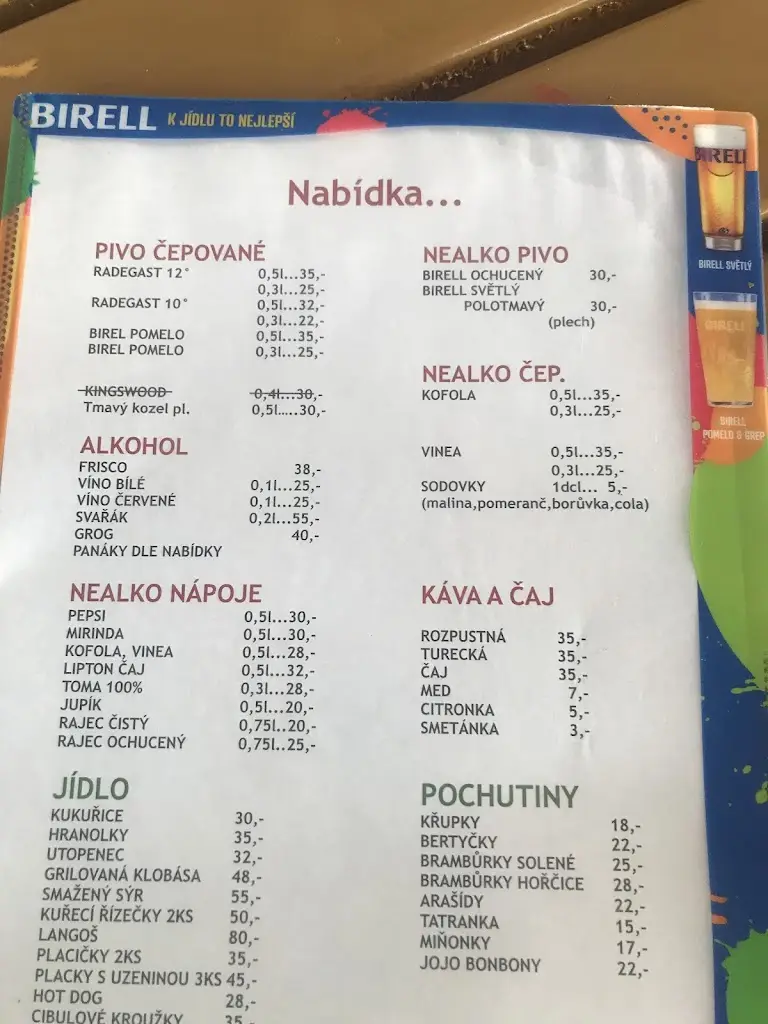 BIRELL K JÍDLU TO NEJLEPŠÍ
Nabídka...
PIVO ČEPOVANÉ
RADEGAST 12° 0,5l...35,-
0,3l...25,-
RADEGAST 10° 0,5l...32,-
0,3l...22,-
BIREL POMELO 0,5l...35,-
BIREL POMELO 0,3l...25,-
KINGSWOOD 0,4l...30,-
Tmavý kozel pl. 0,5l.....30,-
ALKOHOL
FRISCO 38,-
VÍNO BÍLÉ 0,1l...25,-
VÍNO ČERVENÉ 0,1l...25,-
SVAŘÁK 0,2l...55,-
GROG 40,-
PANÁKY DLE NABÍDKY
NEALKO NÁPOJE
PEPSI 0,5l...30,-
MIRINDA 0,5l...30,-
KOFOLA, VINEA 0,5l...28,-
LIPTON ČAJ 0,5l...32,-
TOMA 100% 0,3l...28,-
JUPÍK 0,5l...20,-
RAJEC ČISTÝ 0,75l..20,-
RAJEC OCHUCENÝ 0,75l..25,-
JÍDLO
KUKUŘICE 30,-
HRANOLKY 35,-
UTOPENEC 32,-
GRILOVANÁ KLOBÁSA 48,-
SMAŽENÝ SÝR 55,-
KUŘECÍ ŘÍZEČKY 2KS 50,-
LANGOŠ 80,-
PLACIČKY 2KS 35,-
PLACKY S UZENINOU 3KS 45,-
HOT DOG 28,-
CIBULOVÉ KROUŽKY 35,-
NEALKO PIVO
BIRELL OCHUCENÝ 30,-
BIRELL SVĚTLÝ
POLOTMAVÝ 30,-
(plech)
NEALKO ČEP.
KOFOLA 0,5l...35,-
0,3l...25,-
VINEA 0,5l...35,-
0,3l...25,-
SODOVKY 1dcl... 5,-
(malina,pomeranč,borůvka,cola)
KÁVA A ČAJ
ROZPUSTNÁ 35,-
TURECKÁ 35,-
ČAJ 35,-
MED 7,-
CITRONKA 5,-
SMETÁNKA 3,-
POCHUTINY
KŘUPKY 18,-
BERTYČKY 22,-
BRAMBŮRKY SOLENÉ 25,-
BRAMBŮRKY HOŘČICE 28,-
ARAŠÍDY 22,-
TATRANKA 15,-
MIŇONKY 17,-
JOJO BONBONY 22,-
BIRELL
BIRELL SVĚTLÝ
BIRELL
BIRELL
POMELO & GREP